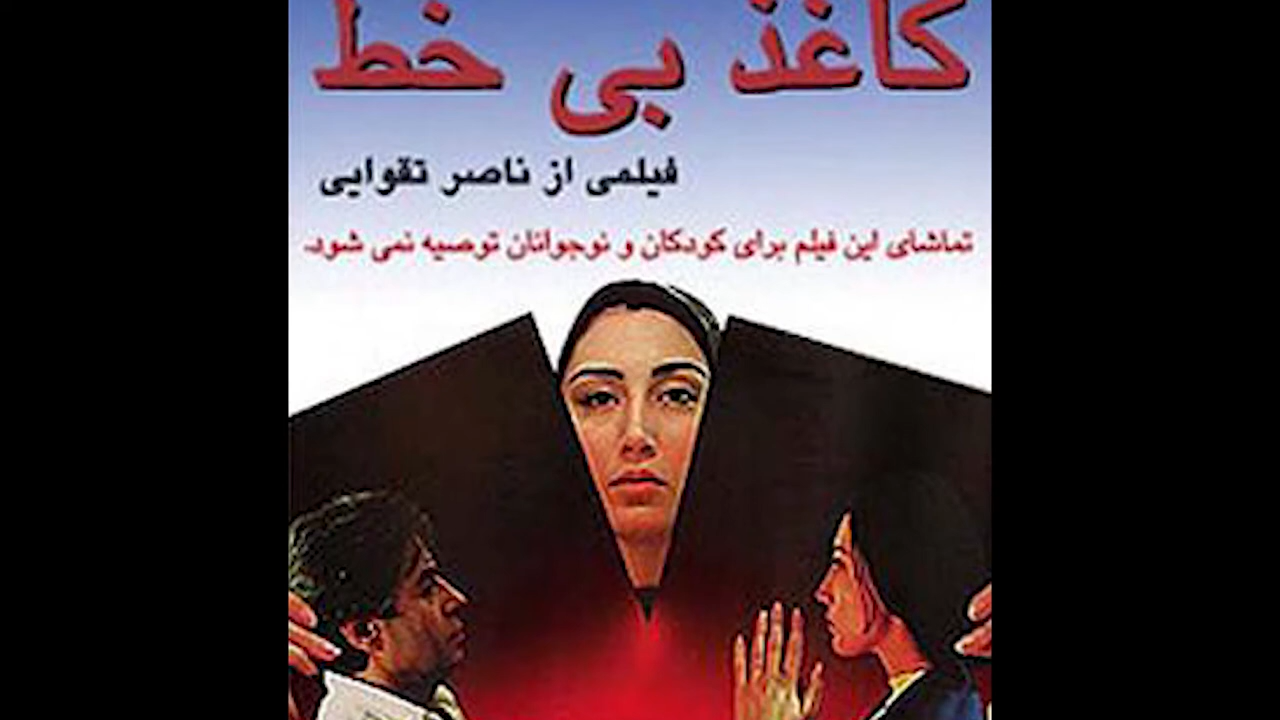 کاغذ بی خط
فیلمی از ناصر تقوایی
تماشای این فیلم برای کودکان و نوجوانان توصیه نمی شود.